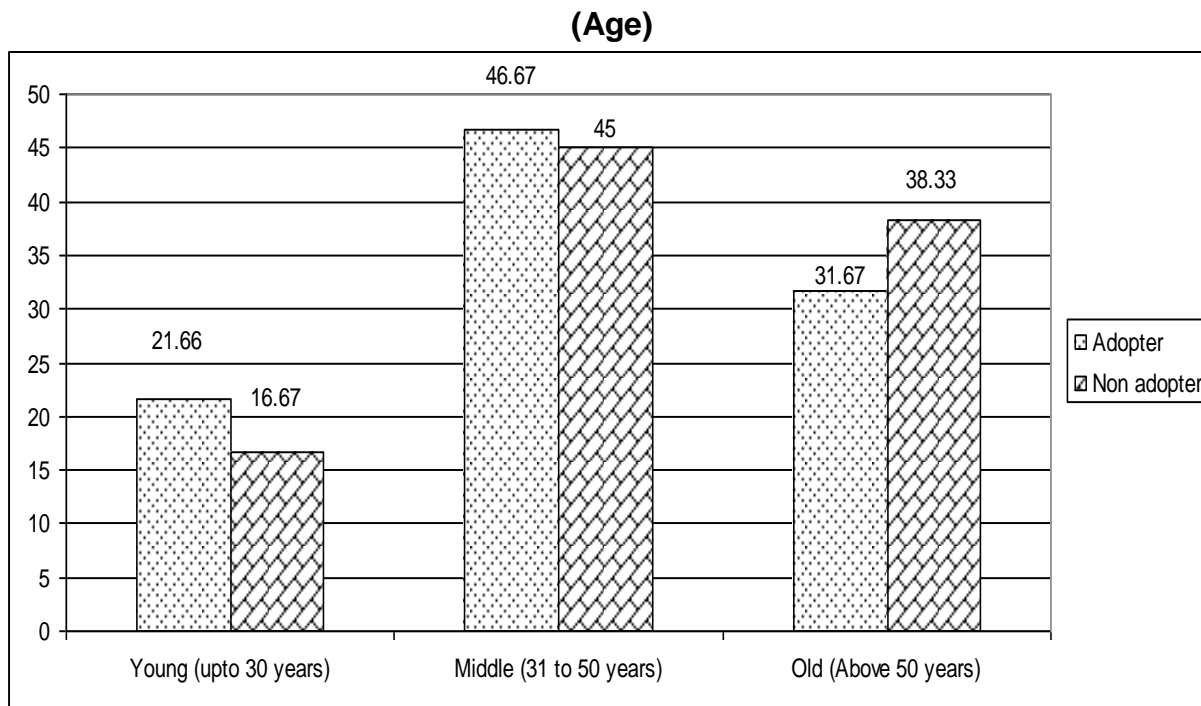 (Age)
46.67
50
45
45
40
38.33
35
31.67
30
25
21.66
20
16.67
15
10
5
0
Adopter
Non adopter
Young (upto 30 years)
Middle (31 to 50 years)
Old (Above 50 years)